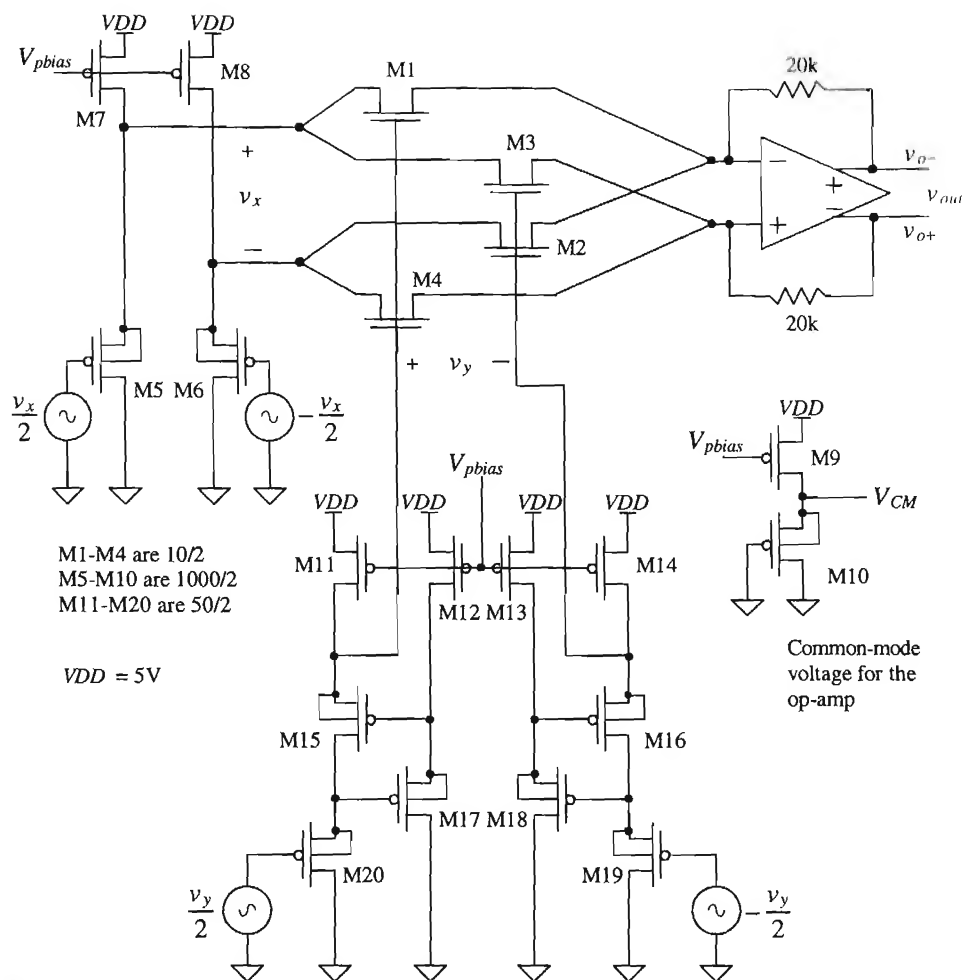 VDD
VDD
V_pbias
M8
M7
M1
20k
M3
+
v_x
−
M2
M4
−
+
+
−
v_o−
v_out
v_o+
20k
+
v_y
−
M5
M6
v_x/2
−v_x/2
VDD
V_pbias
M9
V_CM
M10
V_pbias
VDD
VDD
VDD
VDD
M11
M12
M13
M14
M1-M4 are 10/2
M5-M10 are 1000/2
M11-M20 are 50/2
VDD = 5V
Common-mode
voltage for the
op-amp
M15
M16
M17
M18
M20
M19
v_y/2
−v_y/2